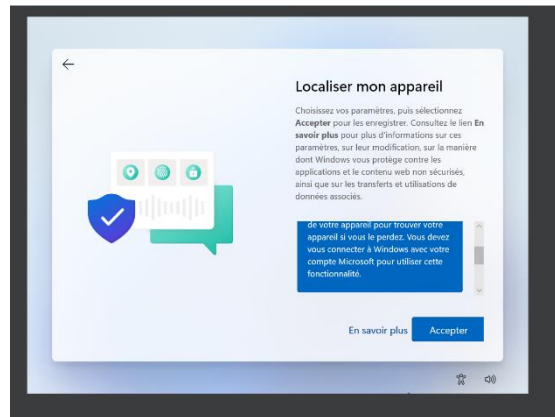 Localiser mon appareil
Choisissez vos paramètres, puis sélectionnez
Accepter pour les enregistrer. Consultez le lien En
savoir plus pour plus d'informations sur ces
paramètres, sur leur modification, sur la manière
dont Windows vous protège contre les
applications et le contenu web non sécurisés,
ainsi que sur les transferts et utilisations de
données associés.
de votre appareil pour trouver votre
appareil si vous le perdez. Vous devez
vous connecter à Windows avec votre
compte Microsoft pour utiliser cette
fonctionnalité.
En savoir plus
Accepter